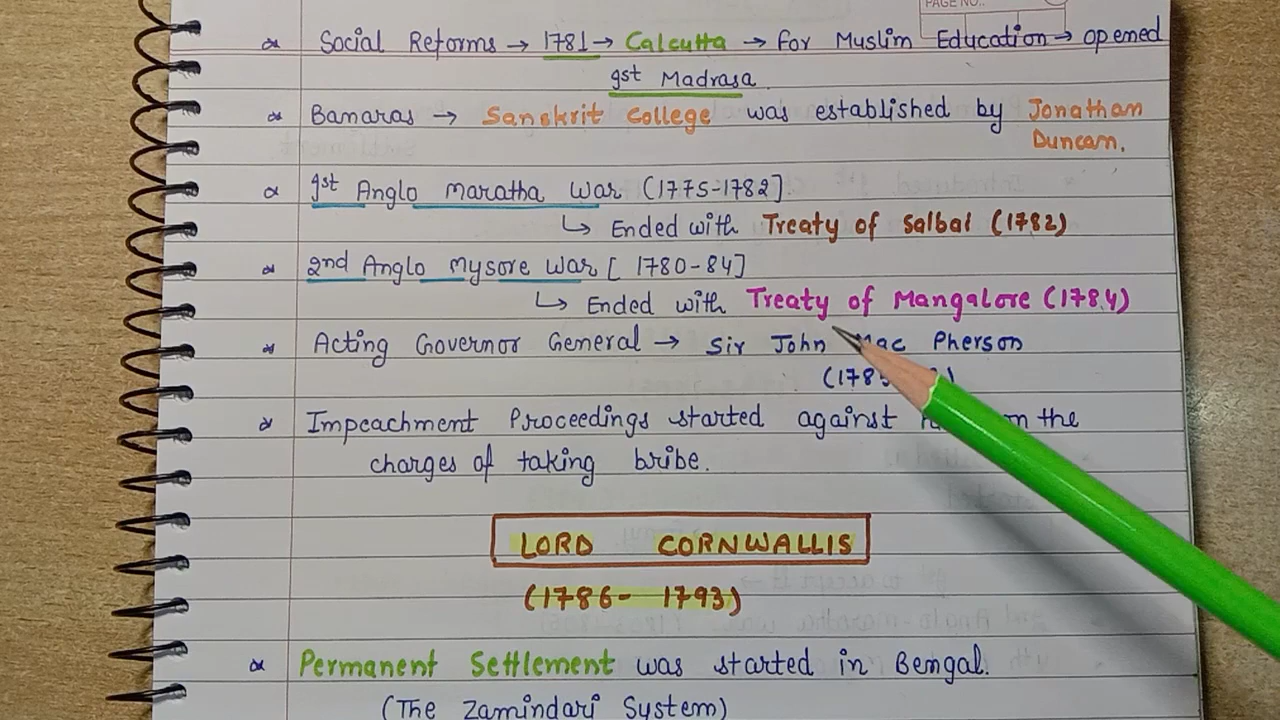 PAGE NO.:
Social Reforms → 1781 → Calcutta → for Muslim Education → opened
1st Madrasa
Banaras → Sanskrit College was established by Jonathan
Duncan.
1st Anglo Maratha War (1775-1782]
↳ Ended with Treaty of Salbai (1782)
2nd Anglo Mysore War [1780-84]
↳ Ended with Treaty of Mangalore (1784)
Acting Governor General → Sir John Mac Pherson
Impeachment Proceedings started against the
charges of taking bribe.
LORD CORNWALLIS
(1786- 1793)
Permanent Settlement was started in Bengal.
(The Zamindari System)